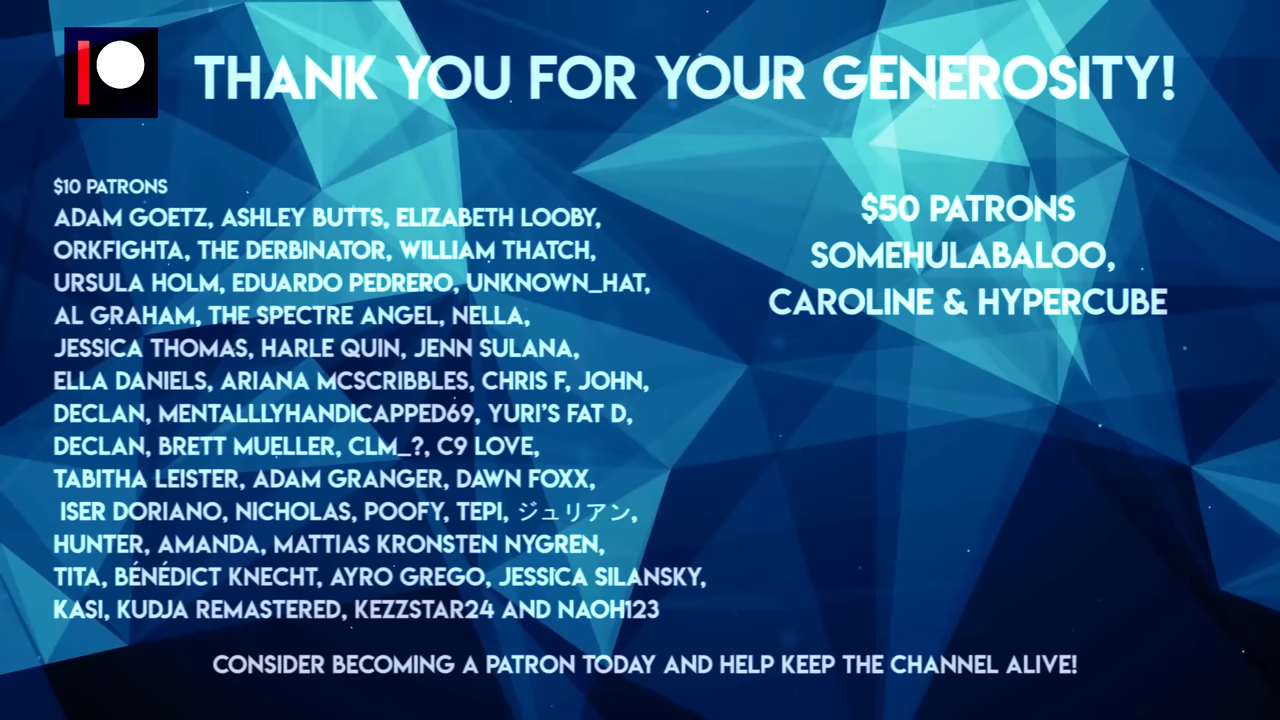 THANK YOU FOR YOUR GENEROSITY!
$10 PATRONS
ADAM GOETZ, ASHLEY BUTTS, ELIZABETH LOOBY,
ORKFIGHTA, THE DERBINATOR, WILLIAM THATCH,
URSULA HOLM, EDUARDO PEDRERO, UNKNOWN_HAT,
AL GRAHAM, THE SPECTRE ANGEL, NELLA,
JESSICA THOMAS, HARLE QUIN, JENN SULANA,
ELLA DANIELS, ARIANA MCSCRIBBLES, CHRIS F, JOHN,
DECLAN, MENTALLLYHANDICAPPED69, YURI'S FAT D,
DECLAN, BRETT MUELLER, CLM_?, C9 LOVE,
TABITHA LEISTER, ADAM GRANGER, DAWN FOXX,
ISER DORIANO, NICHOLAS, POOFY, TEPI, ジュリアン,
HUNTER, AMANDA, MATTIAS KRONSTEN NYGREN,
TITA, BÉNÉDICT KNECHT, AYRO GREGO, JESSICA SILANSKY,
KASI, KUDJA REMASTERED, KEZZSTAR24 AND NAOH123
$50 PATRONS
SOMEHULABALOO,
CAROLINE & HYPERCUBE
CONSIDER BECOMING A PATRON TODAY AND HELP KEEP THE CHANNEL ALIVE!